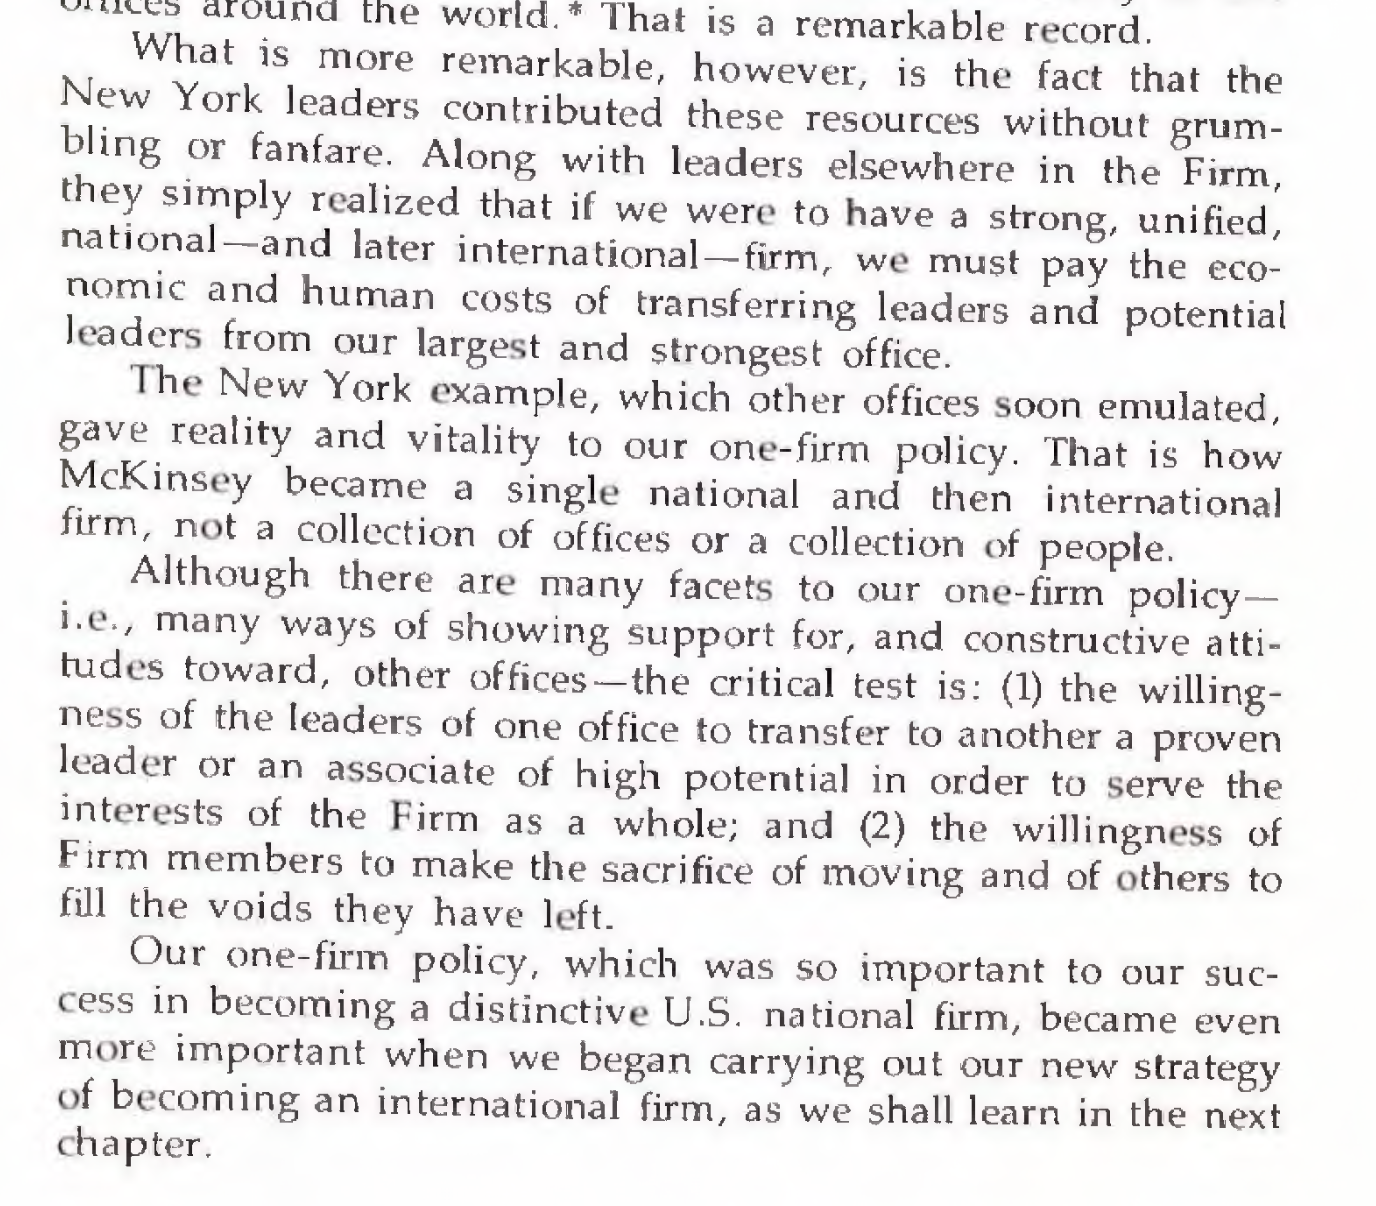 offices around the world.* That is a remarkable record.
What is more remarkable, however, is the fact that the
New York leaders contributed these resources without grum-
bling or fanfare. Along with leaders elsewhere in the Firm,
they simply realized that if we were to have a strong, unified,
national—and later international—firm, we must pay the eco-
nomic and human costs of transferring leaders and potential
leaders from our largest and strongest office.
The New York example, which other offices soon emulated,
gave reality and vitality to our one-firm policy. That is how
McKinsey became a single national and then international
firm, not a collection of offices or a collection of people.
Although there are many facets to our one-firm policy—
i.e., many ways of showing support for, and constructive atti-
tudes toward, other offices—the critical test is: (1) the willing-
ness of the leaders of one office to transfer to another a proven
leader or an associate of high potential in order to serve the
interests of the Firm as a whole; and (2) the willingness of
Firm members to make the sacrifice of moving and of others to
fill the voids they have left.
Our one-firm policy, which was so important to our suc-
cess in becoming a distinctive U.S. national firm, became even
more important when we began carrying out our new strategy
of becoming an international firm, as we shall learn in the next
chapter.